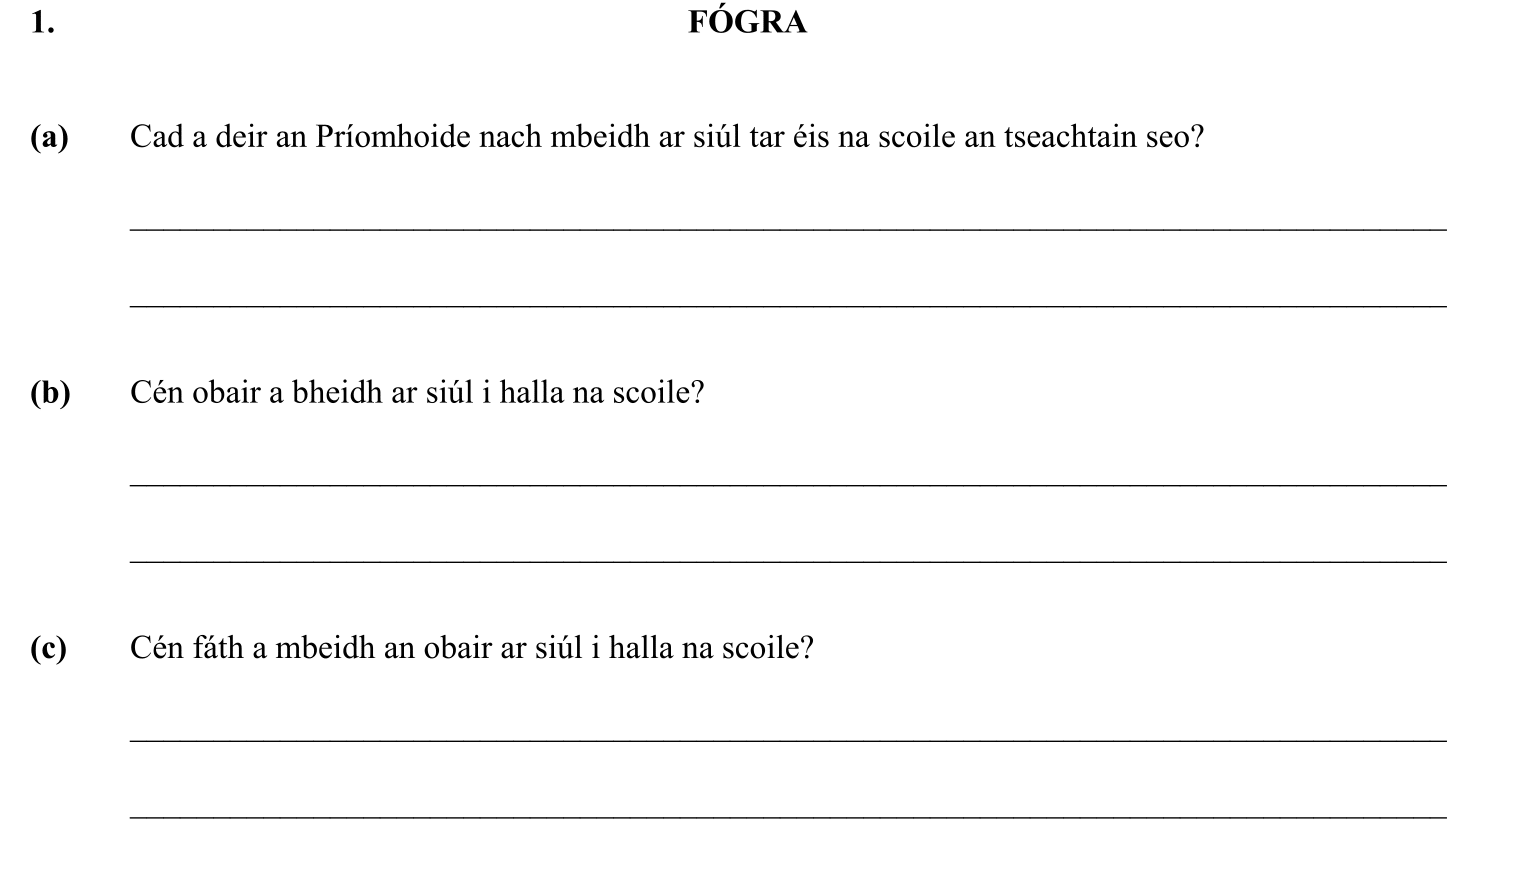 1. FÓGRA
(a) Cad a deir an Príomhoide nach mbeidh ar siúl tar éis na scoile an tseachtain seo?
(b) Cén obair a bheidh ar siúl i halla na scoile?
(c) Cén fáth a mbeidh an obair ar siúl i halla na scoile?